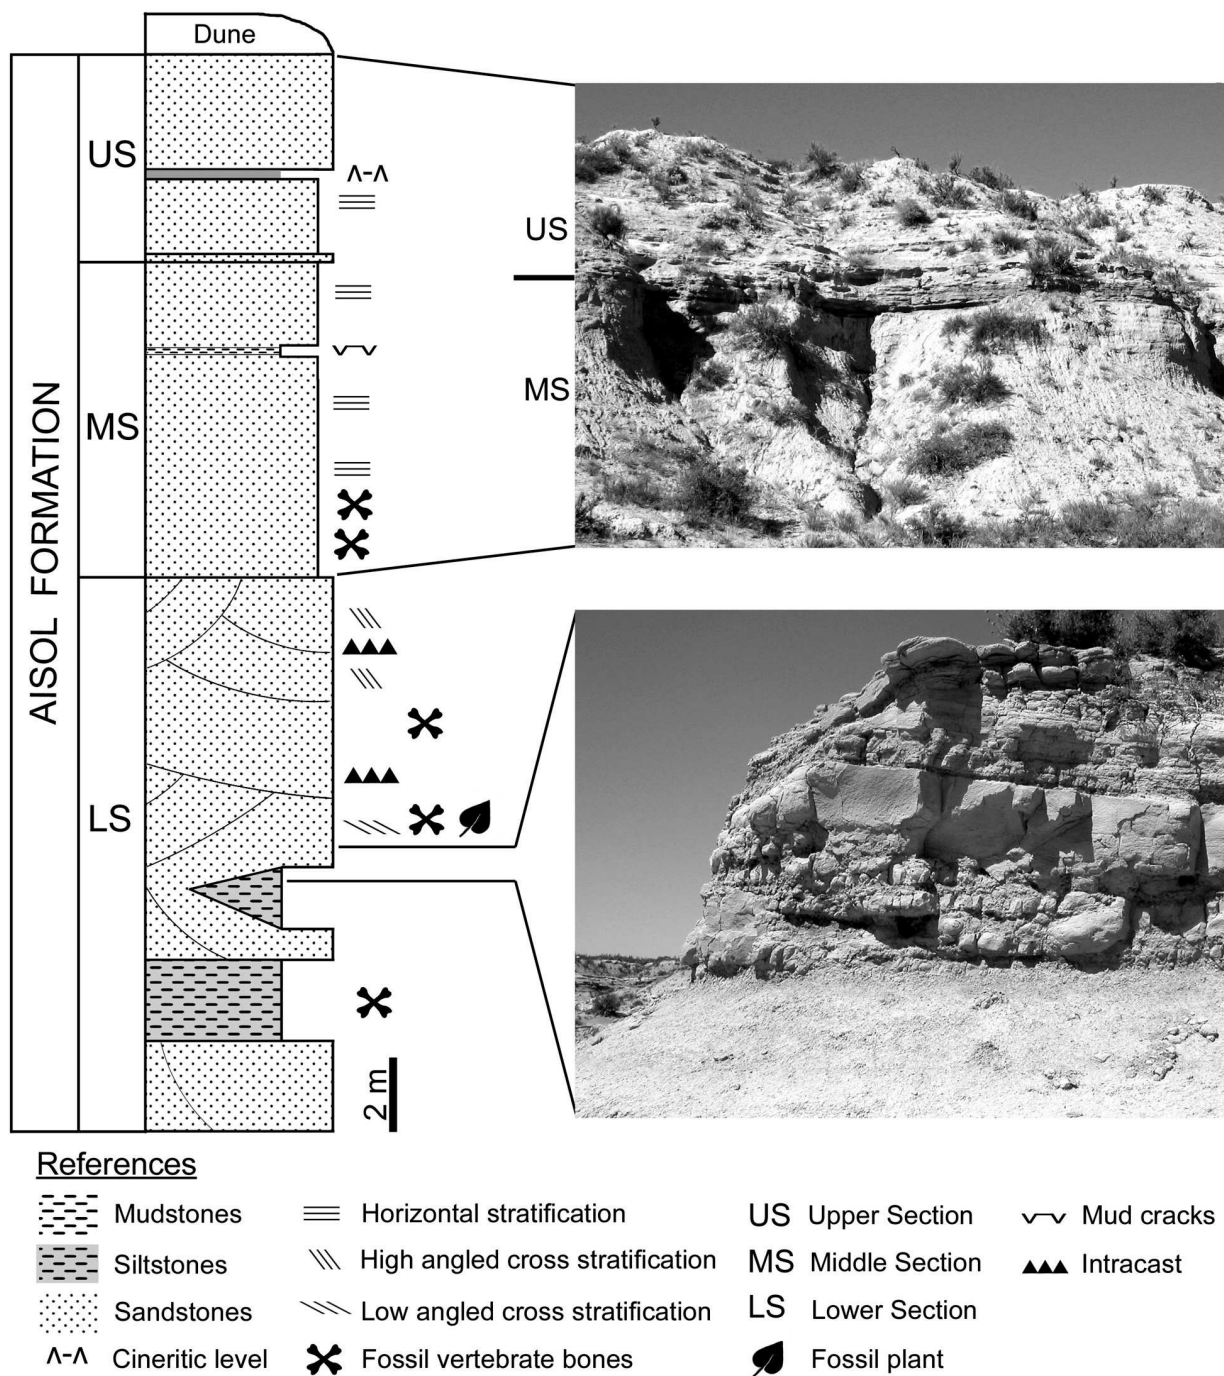 Dune
US
MS
LS
AISOL FORMATION
ʌ-ʌ
2 m
US
MS
References
Mudstones
Siltstones
Sandstones
ʌ-ʌ Cineritic level
Horizontal stratification
High angled cross stratification
Low angled cross stratification
Fossil vertebrate bones
US Upper Section
MS Middle Section
LS Lower Section
Fossil plant
Mud cracks
Intracast